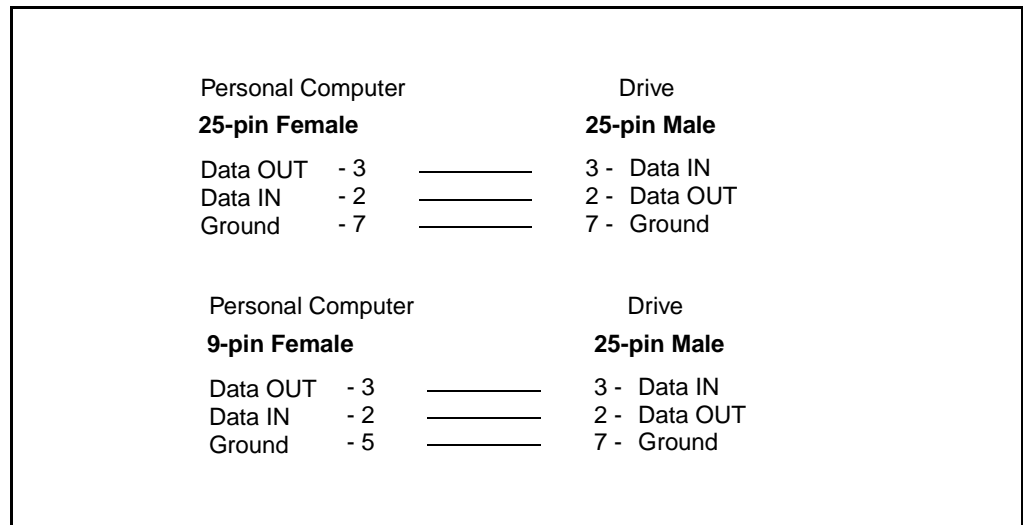 Personal Computer Drive
25-pin Female 25-pin Male
Data OUT - 3 3 - Data IN
Data IN - 2 2 - Data OUT
Ground - 7 7 - Ground
Personal Computer Drive
9-pin Female 25-pin Male
Data OUT - 3 3 - Data IN
Data IN - 2 2 - Data OUT
Ground - 5 7 - Ground